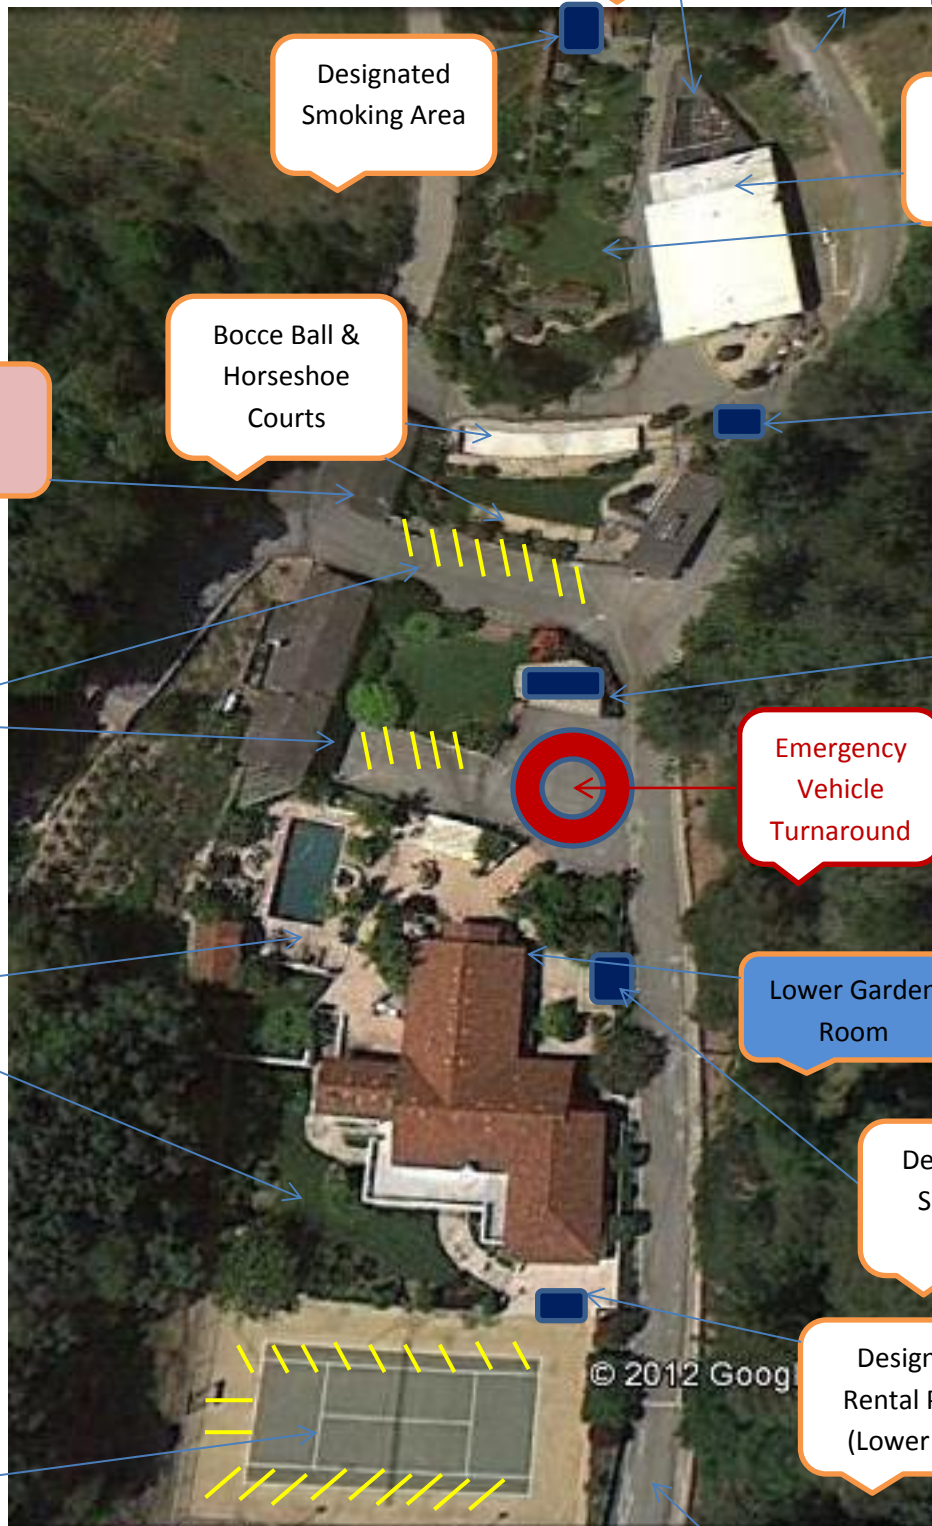 Designated
Smoking Area
Bocce Ball &
Horseshoe
Courts
Emergency
Vehicle
Turnaround
Lower Garden
Room
De
S
© 2012 Goog
Design
Rental
(Lower